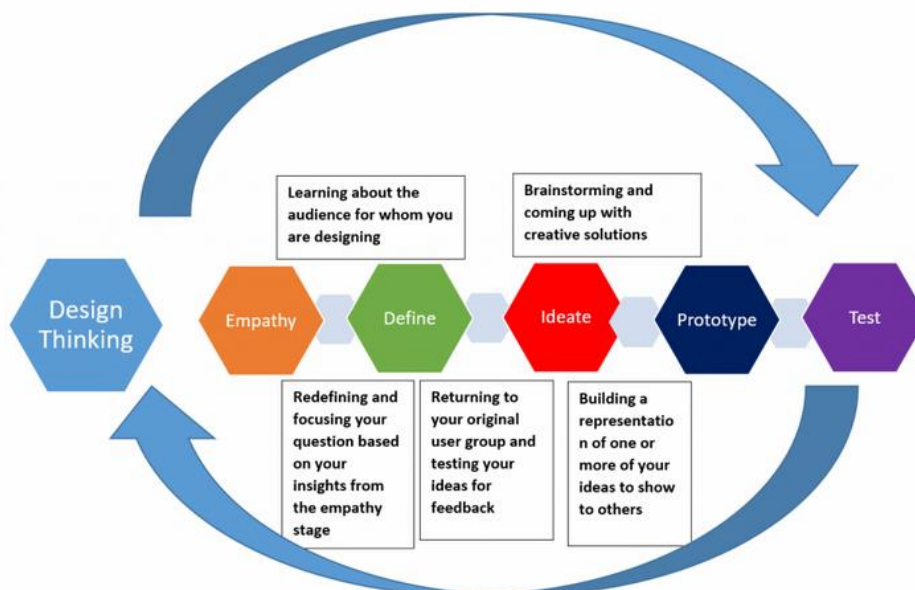 Learning about the
audience for whom you
are designing
Brainstorming and
coming up with
creative solutions
Design
Thinking
Empathy
Define
Ideate
Prototype
Test
Redefining and
focusing your
question based
on your
insights from
the empathy
stage
Returning to
your original
user group and
testing your
ideas for
feedback
Building a
representatio
n of one or
more of your
ideas to show
to others